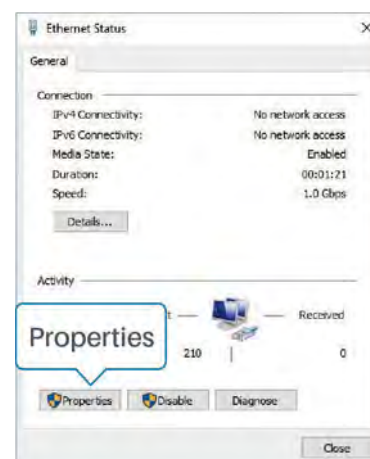 Ethernet Status
General
Connection
IPv4 Connectivity: No network access
IPv6 Connectivity: No network access
Media State: Enabled
Duration: 00:01:21
Speed: 1.0 Gbps
Details...
Activity
Received
Properties
210 0
Properties Disable Diagnose
Close